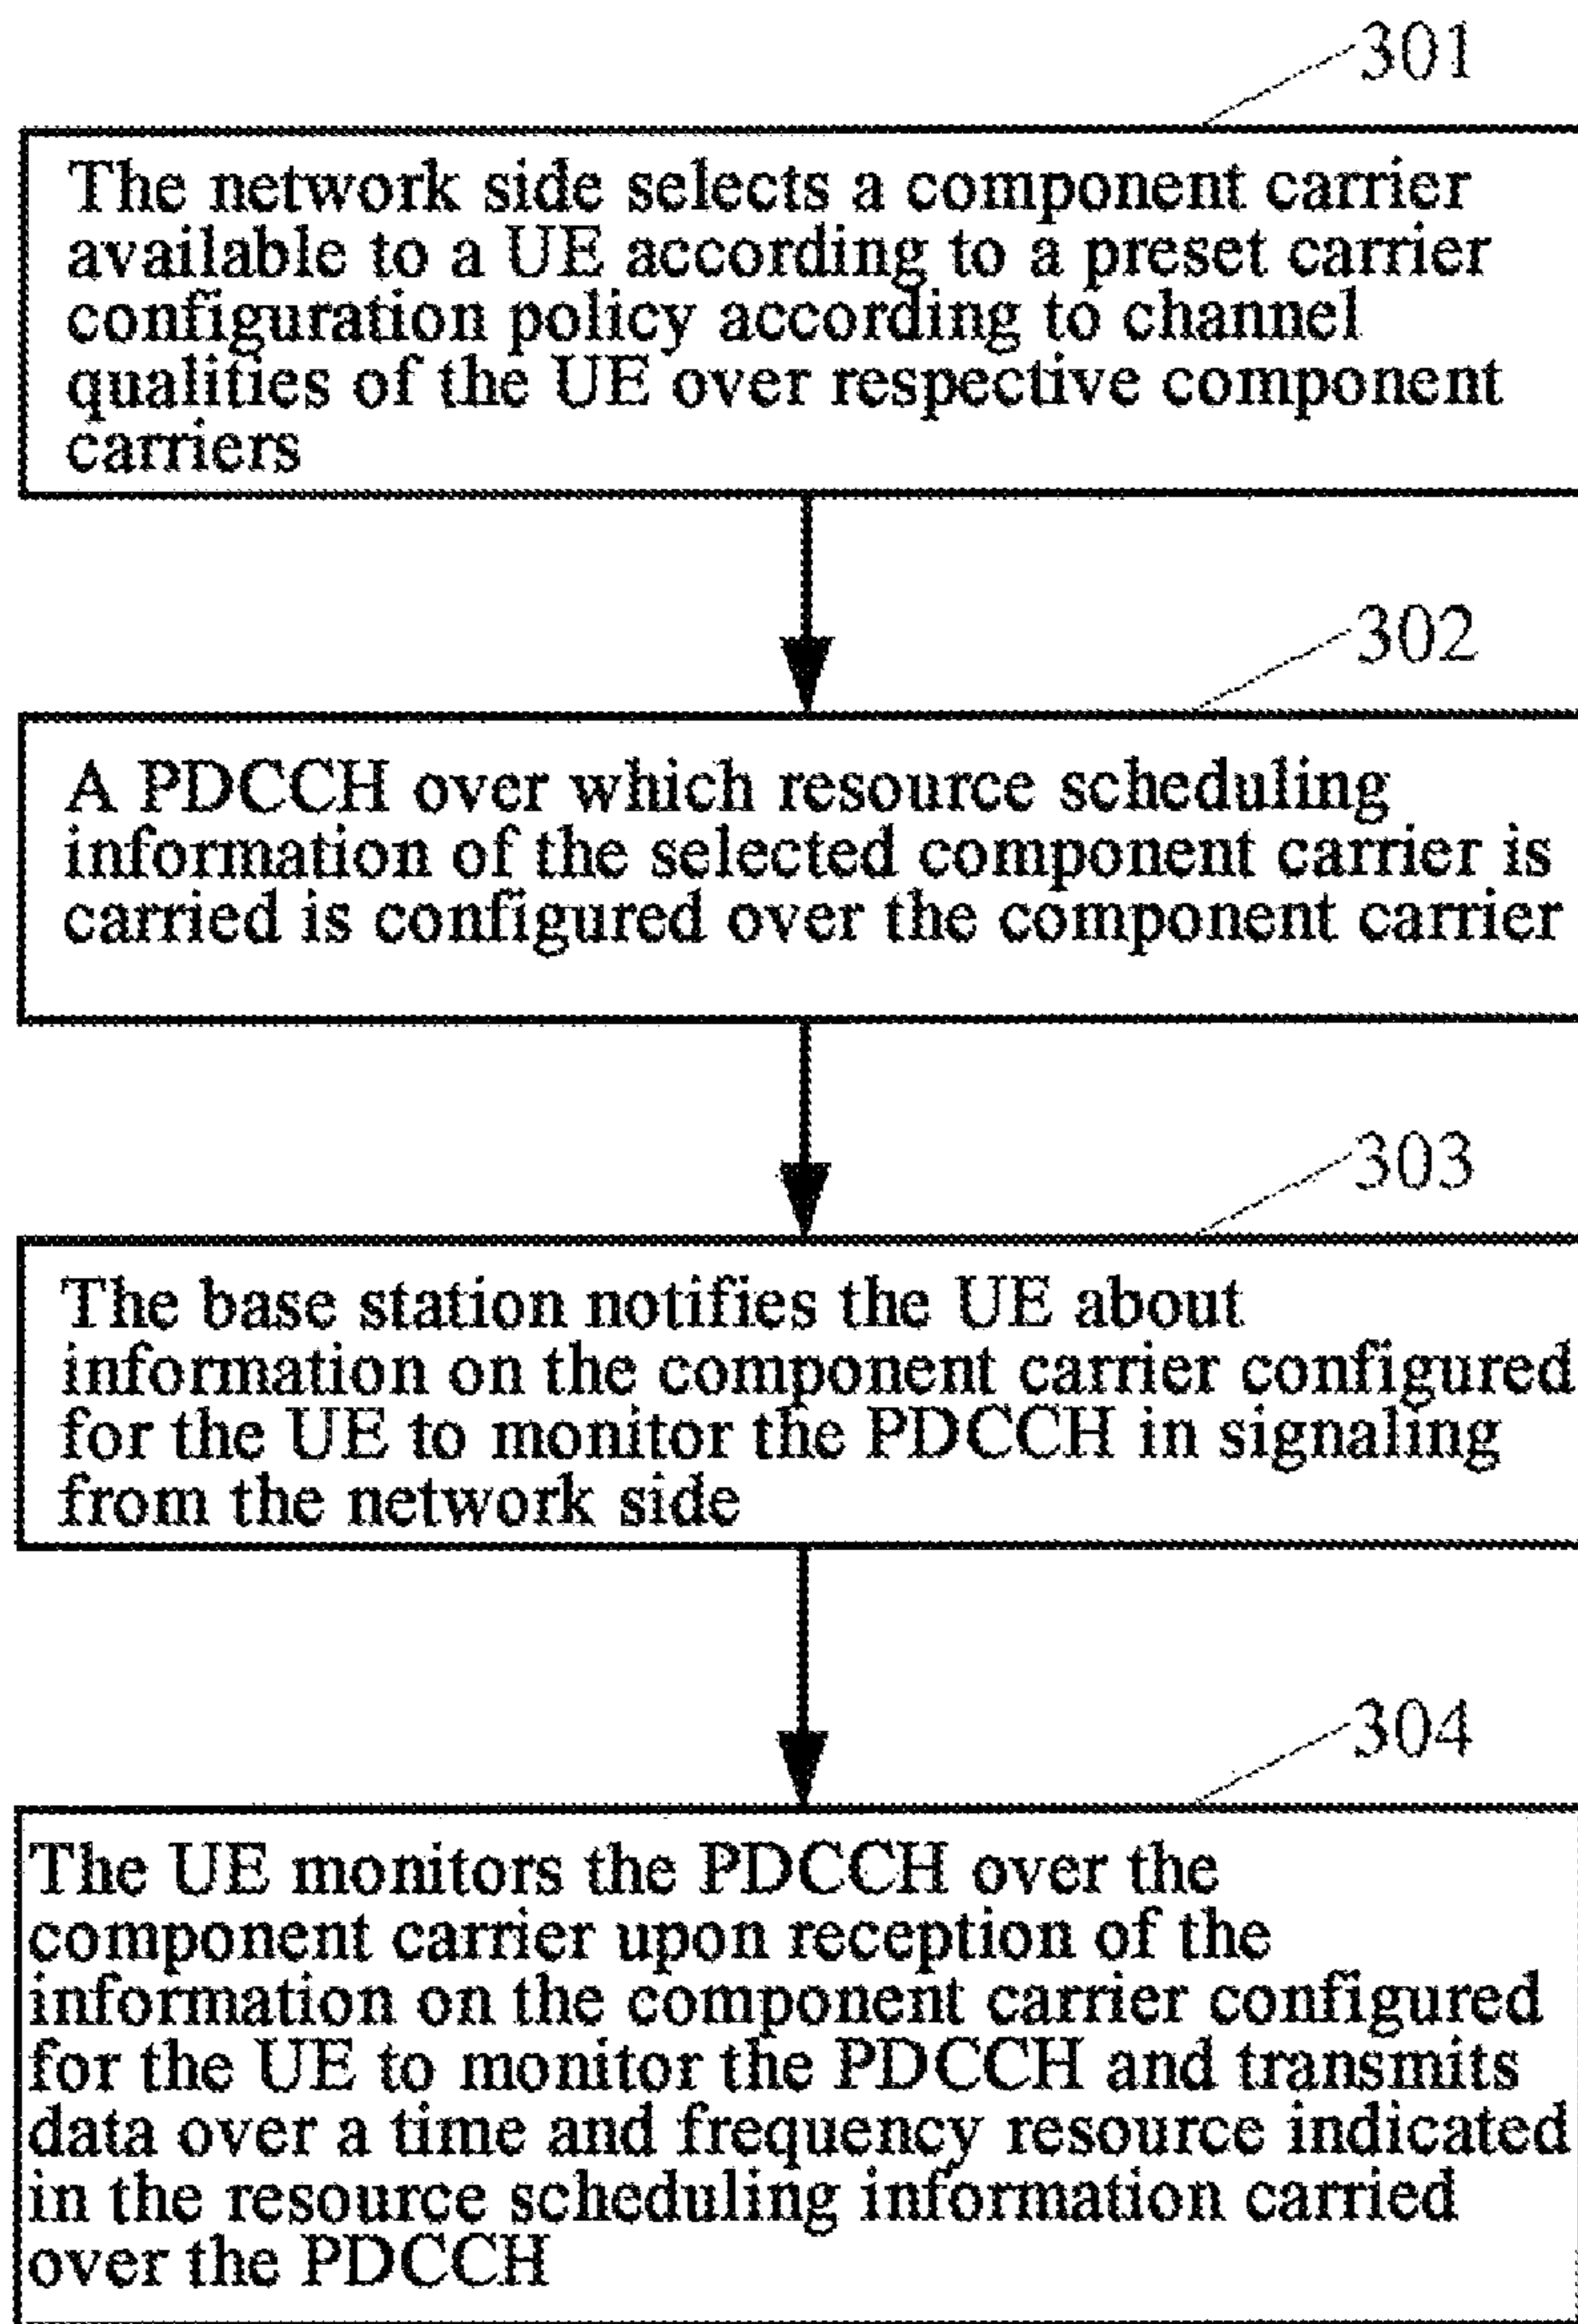 301
The network side selects a component carrier
available to a UE according to a preset carrier
configuration policy according to channel
qualities of the UE over respective component
carriers
302
A PDCCH over which resource scheduling
information of the selected component carrier is
carried is configured over the component carrier
303
The base station notifies the UE about
information on the component carrier configured
for the UE to monitor the PDCCH in signaling
from the network side
304
The UE monitors the PDCCH over the
component carrier upon reception of the
information on the component carrier configured
for the UE to monitor the PDCCH and transmits
data over a time and frequency resource indicated
in the resource scheduling information carried
over the PDCCH